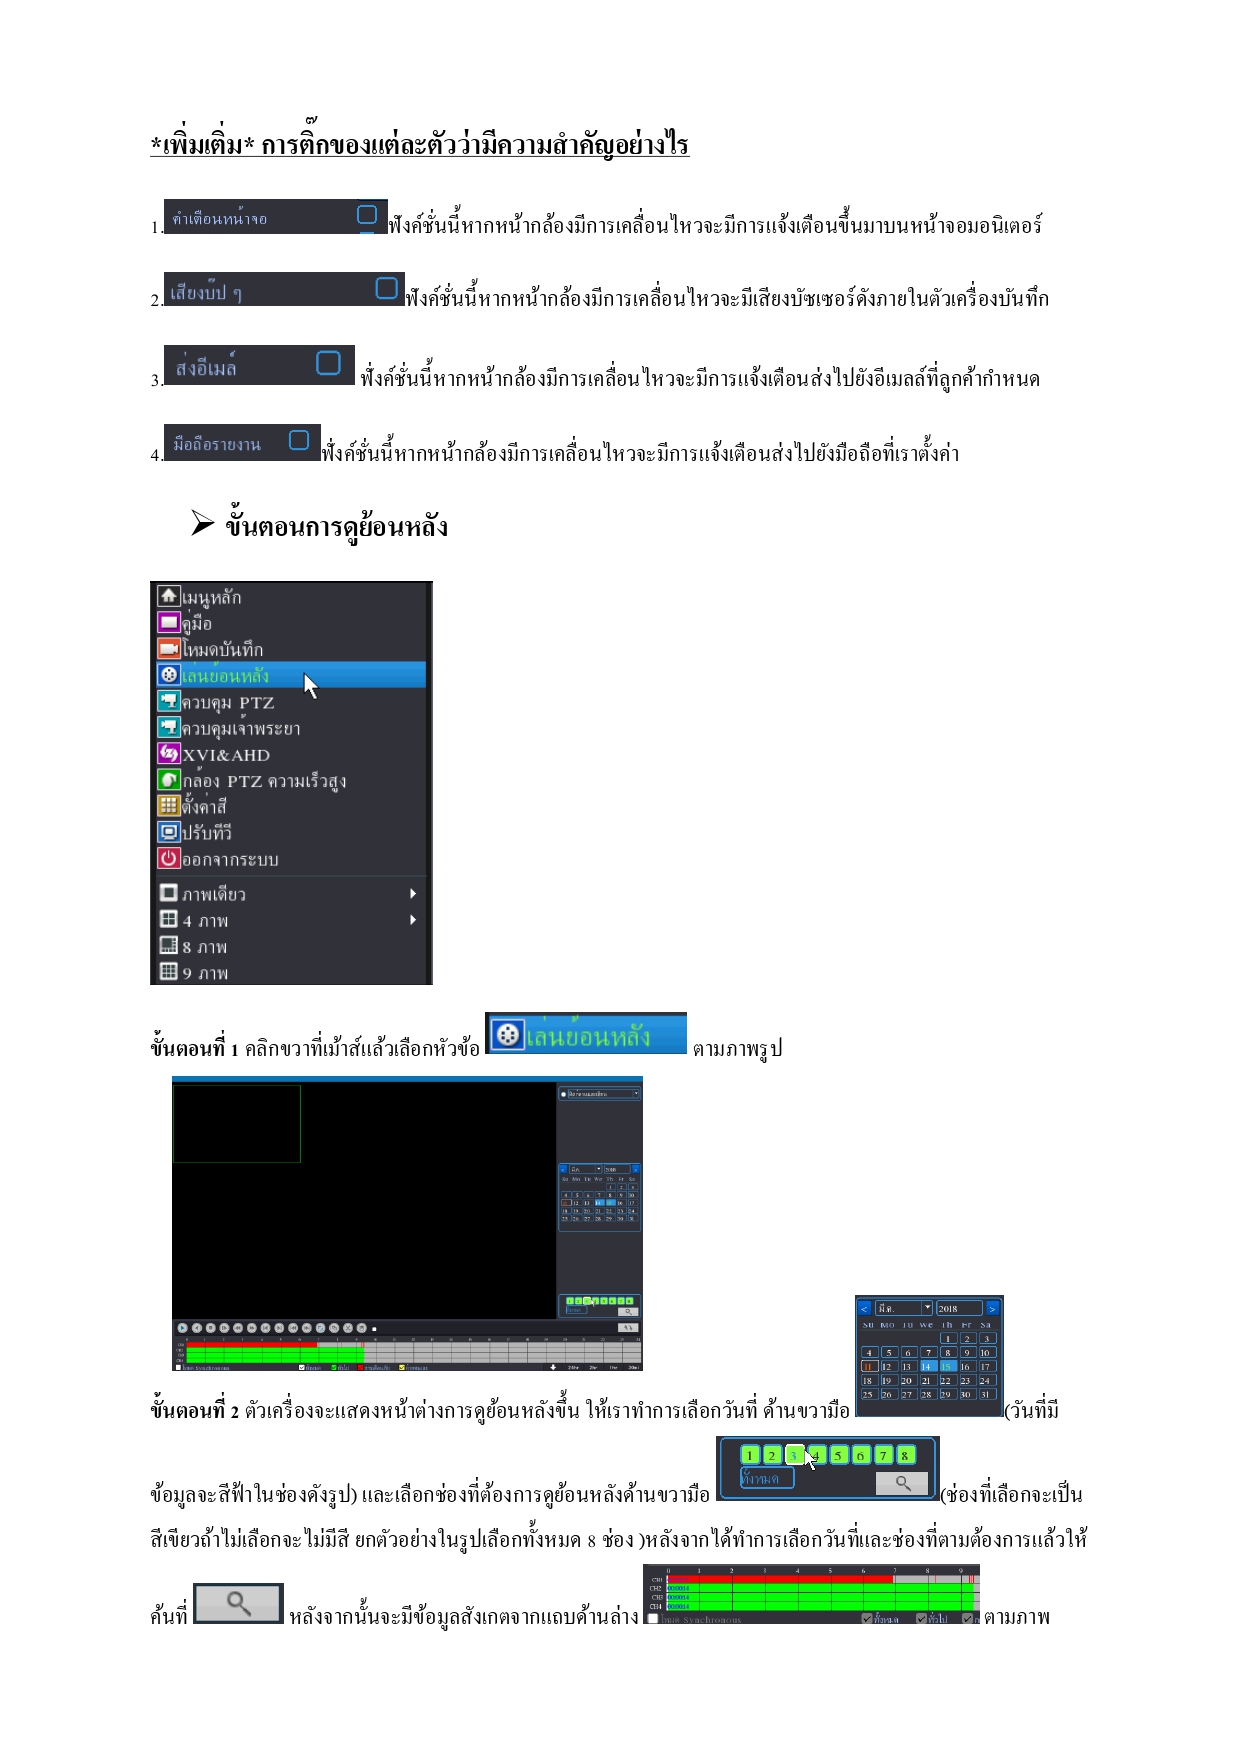 *เพิ่มเติ่ม* การติ๊กของแต่ละตัวว่ามีความสำคัญอย่างไร
1. คำเตือนหน้าจอ ฟังค์ชั่นนี้หากหน้ากล้องมีการเคลื่อนไหวจะมีการแจ้งเตือนขึ้นมาบนหน้าจอมอนิเตอร์
2. เสียงบี๊ป ๆ ฟังค์ชั่นนี้หากหน้ากล้องมีการเคลื่อนไหวจะมีเสียงบัซเซอร์ดังภายในตัวเครื่องบันทึก
3. ส่งอีเมล์ ฟั่งค์ชั่นนี้หากหน้ากล้องมีการเคลื่อนไหวจะมีการแจ้งเตือนส่งไปยังอีเมลล์ที่ลูกค้ากำหนด
4. มือถือรายงาน ฟั่งค์ชั่นนี้หากหน้ากล้องมีการเคลื่อนไหวจะมีการแจ้งเตือนส่งไปยังมือถือที่เราตั้งค่า
ขั้นตอนการดูย้อนหลัง
เมนูหลัก
คู่มือ
โหมดบันทึก
เล่นย้อนหลัง
ควบคุม PTZ
ควบคุมเจ้าพระยา
XVI&AHD
กล้อง PTZ ความเร็วสูง
ตั้งค่าสี
ปรับทีวี
ออกจากระบบ
ภาพเดียว
4 ภาพ
8 ภาพ
9 ภาพ
ขั้นตอนที่ 1 คลิกขวาที่เม้าส์แล้วเลือกหัวข้อ เล่นย้อนหลัง ตามภาพรูป
< มี.ค. 2018 >
Su Mo Tu We Th Fr Sa
1 2 3
4 5 6 7 8 9 10
11 12 13 14 15 16 17
18 19 20 21 22 23 24
25 26 27 28 29 30 31
ขั้นตอนที่ 2 ตัวเครื่องจะแสดงหน้าต่างการดูย้อนหลังขึ้น ให้เราทำการเลือกวันที่ ด้านขวามือ (วันที่มี
1 2 3 4 5 6 7 8
ทั้งหมด
ข้อมูลจะสีฟ้าในช่องดังรูป) และเลือกช่องที่ต้องการดูย้อนหลังด้านขวามือ (ช่องที่เลือกจะเป็น
สีเขียวถ้าไม่เลือกจะไม่มีสี ยกตัวอย่างในรูปเลือกทั้งหมด 8 ช่อง )หลังจากได้ทำการเลือกวันที่และช่องที่ตามต้องการแล้วให้
0 1 2 3 4 5 6 7 8 9
CH1
CH2
CH3
CH4
โหมด Synchronous ทั้งหมด ทั่วไป
ค้นที่ หลังจากนั้นจะมีข้อมูลสังเกตจากแถบด้านล่าง ตามภาพ